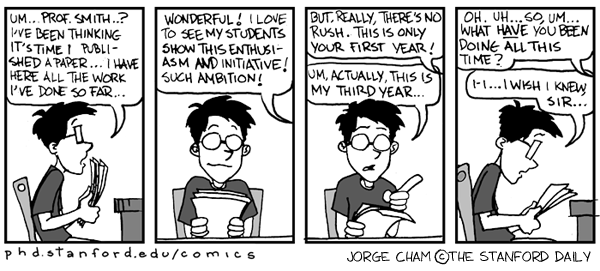 UM... PROF. SMITH..?
I'VE BEEN THINKING
IT'S TIME I PUBLI-
SHED A PAPER... I HAVE
HERE ALL THE WORK
I'VE DONE SO FAR...
WONDERFUL! I LOVE
TO SEE MY STUDENTS
SHOW THIS ENTHUSI-
ASM AND INITIATIVE!
SUCH AMBITION!
BUT, REALLY, THERE'S NO
RUSH. THIS IS ONLY
YOUR FIRST YEAR!
UM, ACTUALLY, THIS IS
MY THIRD YEAR...
OH. UH... SO, UM...
WHAT HAVE YOU BEEN
DOING ALL THIS
TIME?
I-I... I WISH I KNEW,
SIR...
phd.stanford.edu/comics
JORGE CHAM ©THE STANFORD DAILY